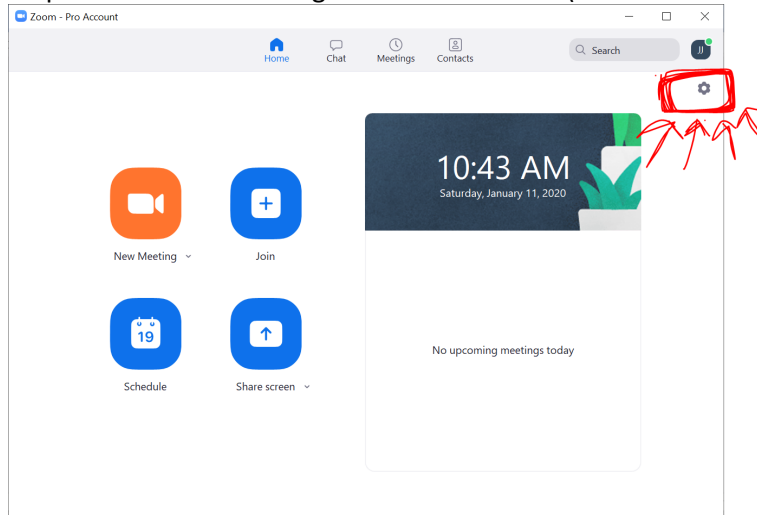 Zoom - Pro Account
Home
Chat
Meetings
Contacts
Search
JJ
10:43 AM
Saturday, January 11, 2020
New Meeting
Join
19
Schedule
Share screen
No upcoming meetings today